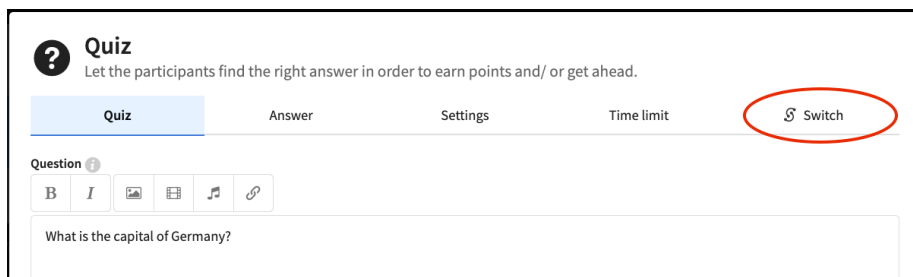 Quiz
Let the participants find the right answer in order to earn points and/ or get ahead.
Quiz Answer Settings Time limit Switch
Question
B I
What is the capital of Germany?